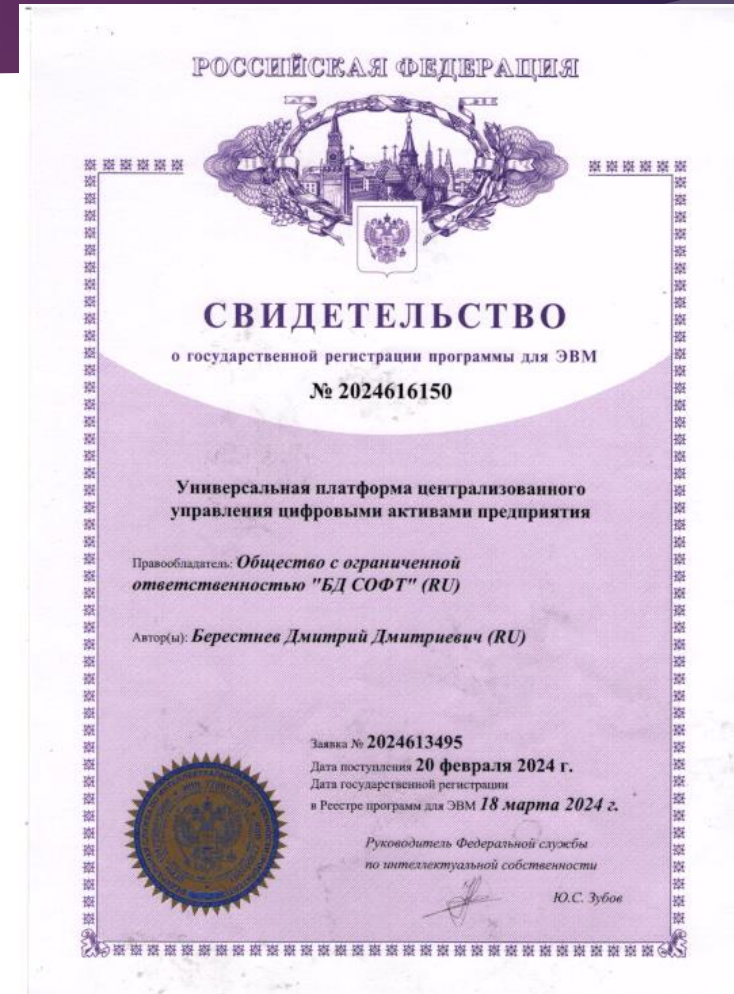 РОССИЙСКАЯ ФЕДЕРАЦИЯ
СВИДЕТЕЛЬСТВО
о государственной регистрации программы для ЭВМ
№ 2024616150
Универсальная платформа централизованного
управления цифровыми активами предприятия
Правообладатель: Общество с ограниченной
ответственностью "БД СОФТ" (RU)
Автор(ы): Берестнев Дмитрий Дмитриевич (RU)
Заявка № 2024613495
Дата поступления 20 февраля 2024 г.
Дата государственной регистрации
в Реестре программ для ЭВМ 18 марта 2024 г.
Руководитель Федеральной службы
по интеллектуальной собственности
Ю.С. Зубов